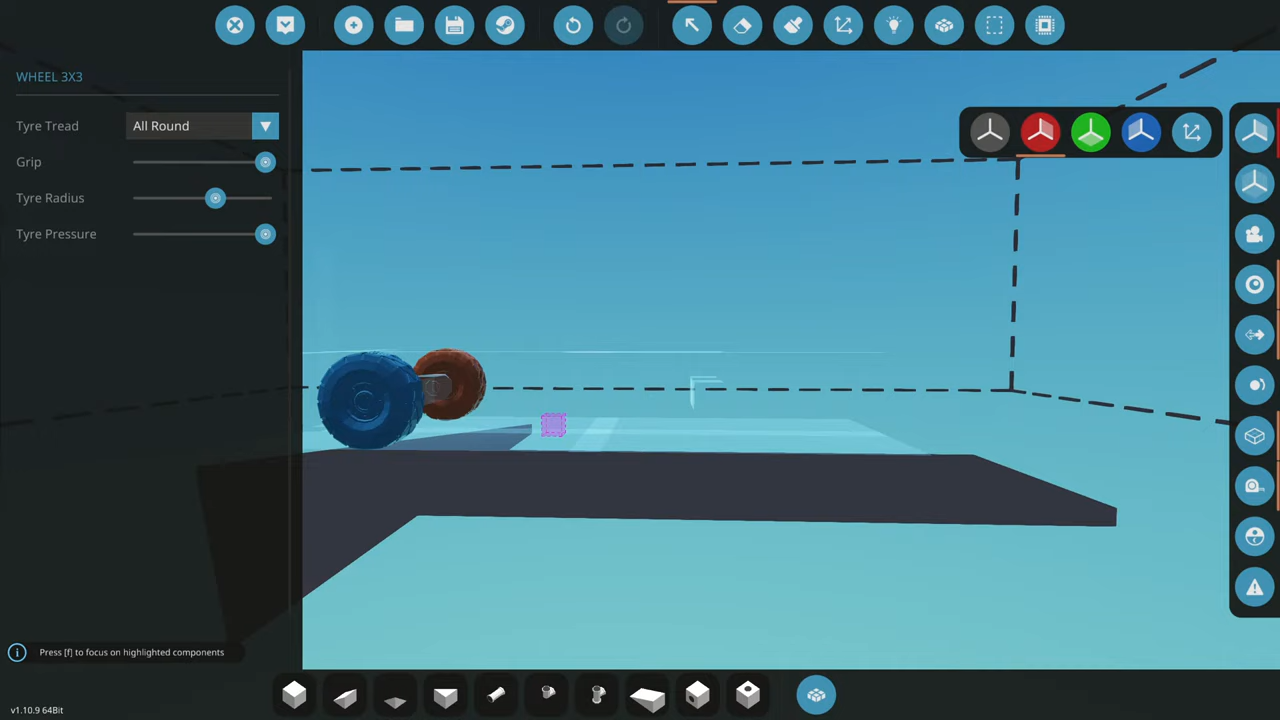 WHEEL 3X3
Tyre Tread
All Round
Grip
Tyre Radius
Tyre Pressure
Press [f] to focus on highlighted components
v1.10.9 64Bit